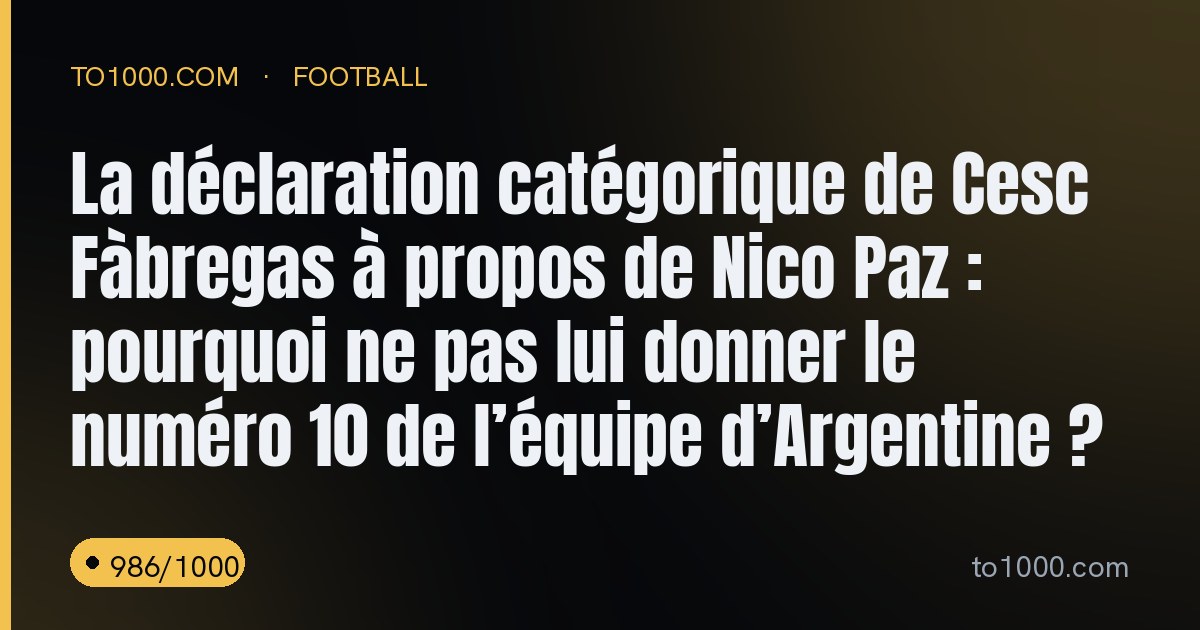 TO1000.COM · FOOTBALL
La déclaration catégorique de Cesc
Fàbregas à propos de Nico Paz :
pourquoi ne pas lui donner le
numéro 10 de l’équipe d’Argentine ?
986/1000
to1000.com